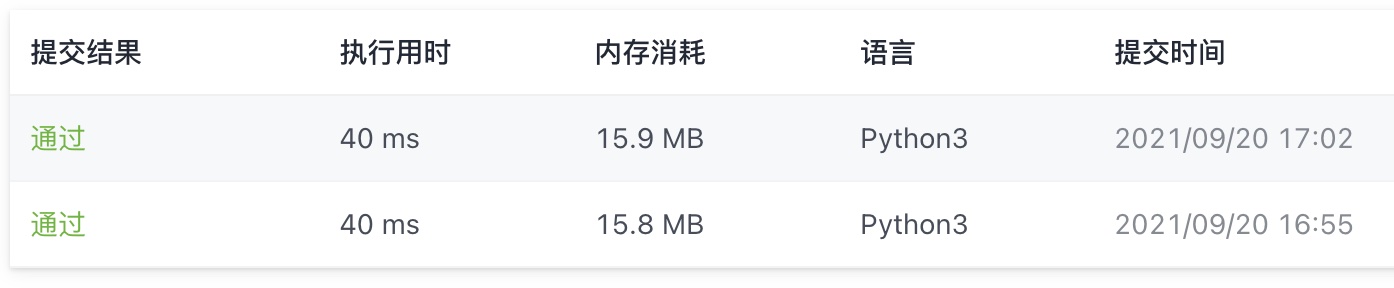 提交结果 执行用时 内存消耗 语言 提交时间
通过 40 ms 15.9 MB Python3 2021/09/20 17:02
通过 40 ms 15.8 MB Python3 2021/09/20 16:55